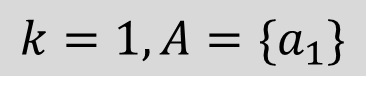 k = 1, A = {a₁}